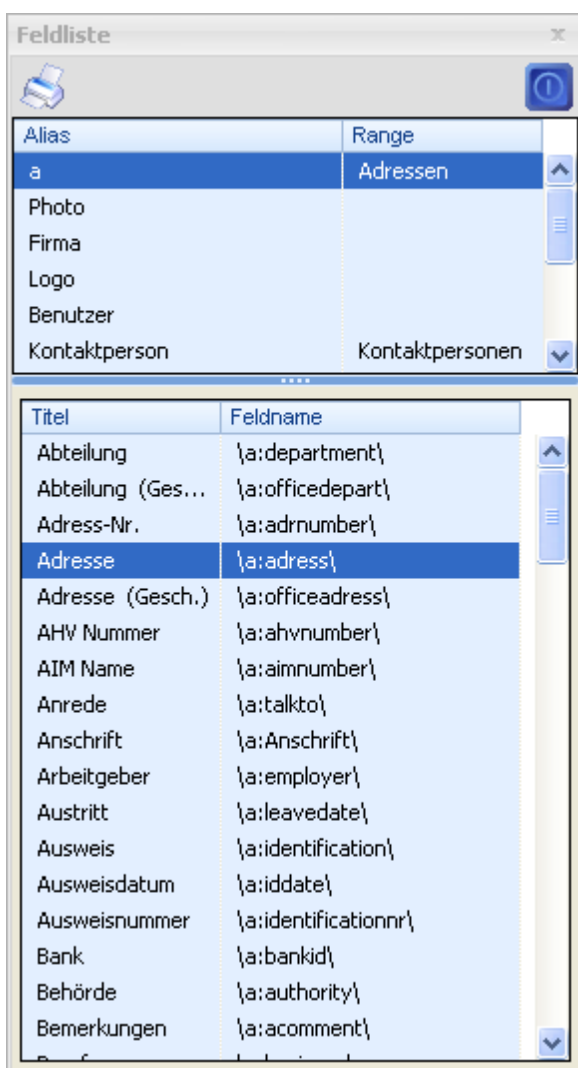 Feldliste
Alias Range
a Adressen
Photo
Firma
Logo
Benutzer
Kontaktperson Kontaktpersonen
Titel Feldname
Abteilung \a:department\
Abteilung (Ges... \a:officedepart\
Adress-Nr. \a:adrnumber\
Adresse \a:adress\
Adresse (Gesch.) \a:officeadress\
AHV Nummer \a:ahvnumber\
AIM Name \a:aimnumber\
Anrede \a:talkto\
Anschrift \a:Anschrift\
Arbeitgeber \a:employer\
Austritt \a:leavedate\
Ausweis \a:identification\
Ausweisdatum \a:iddate\
Ausweisnummer \a:identificationnr\
Bank \a:bankid\
Behörde \a:authority\
Bemerkungen \a:acomment\